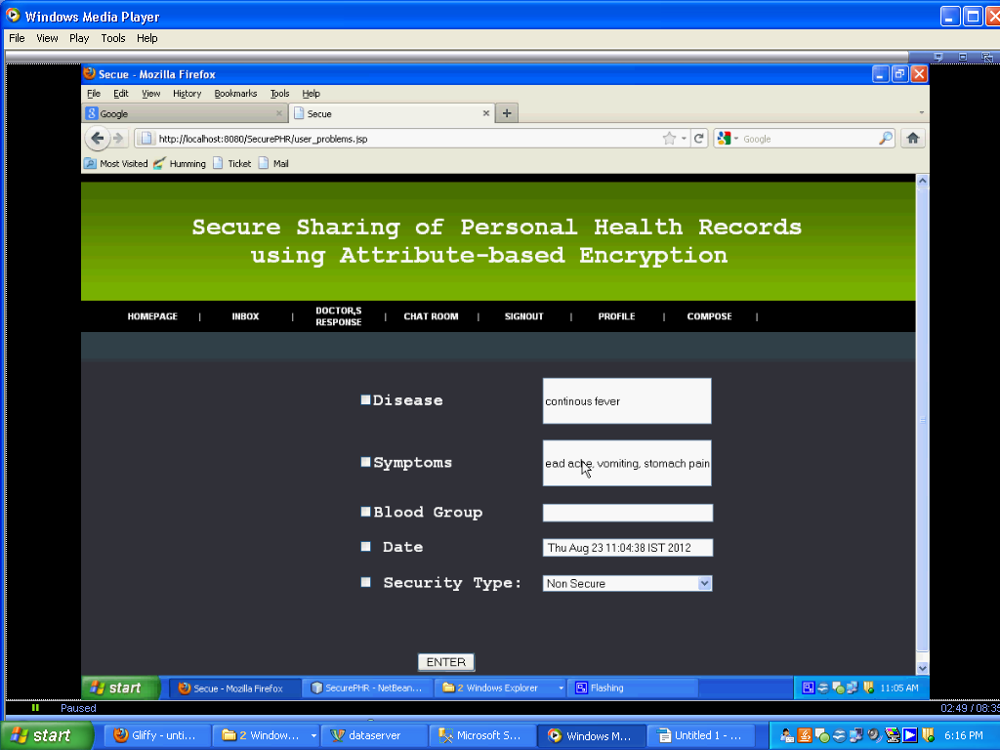 Windows Media Player
File View Play Tools Help
Secue - Mozilla Firefox
File Edit View History Bookmarks Tools Help
Google
Secue
http://localhost:8080/SecurePHR/user_problems.jsp
Google
Most Visited Humming Ticket Mail
Secure Sharing of Personal Health Records
using Attribute-based Encryption
HOMEPAGE | INBOX | DOCTOR,S RESPONSE | CHAT ROOM | SIGNOUT | PROFILE | COMPOSE |
Disease continous fever
Symptoms ead ache, vomiting, stomach pain
Blood Group
Date Thu Aug 23 11:04:38 IST 2012
Security Type: Non Secure
ENTER
start Secue - Mozilla Firefox SecurePHR - NetBean... 2 Windows Explorer Flashing 11:05 AM
Paused 02:49 / 08:35
start Gliffy - unti... 2 Window... dataserver Microsoft S... Windows M... Untitled 1 - ... 6:16 PM